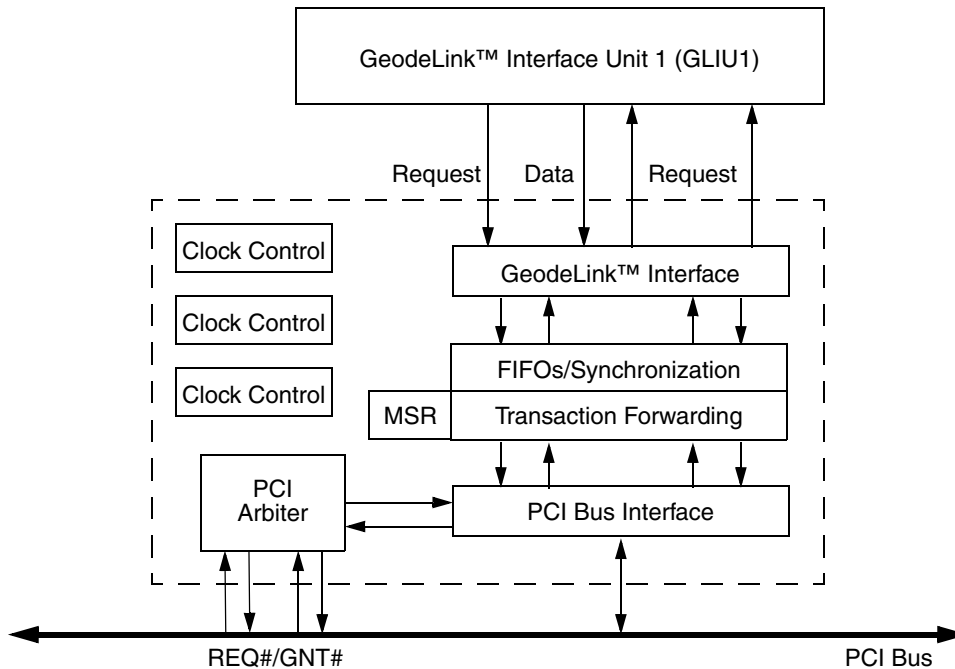 GeodeLink™ Interface Unit 1 (GLIU1)
Request
Data
Request
Clock Control
GeodeLink™ Interface
Clock Control
FIFOs/Synchronization
Clock Control
MSR
Transaction Forwarding
PCI
Arbiter
PCI Bus Interface
REQ#/GNT#
PCI Bus